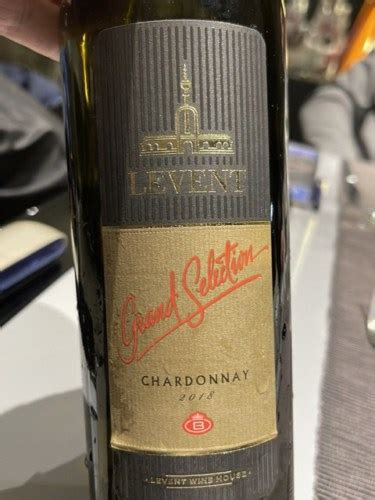 LEVENT
Grand Selection
CHARDONNAY
2018
B
· LEVENT WINE HOUSE ·